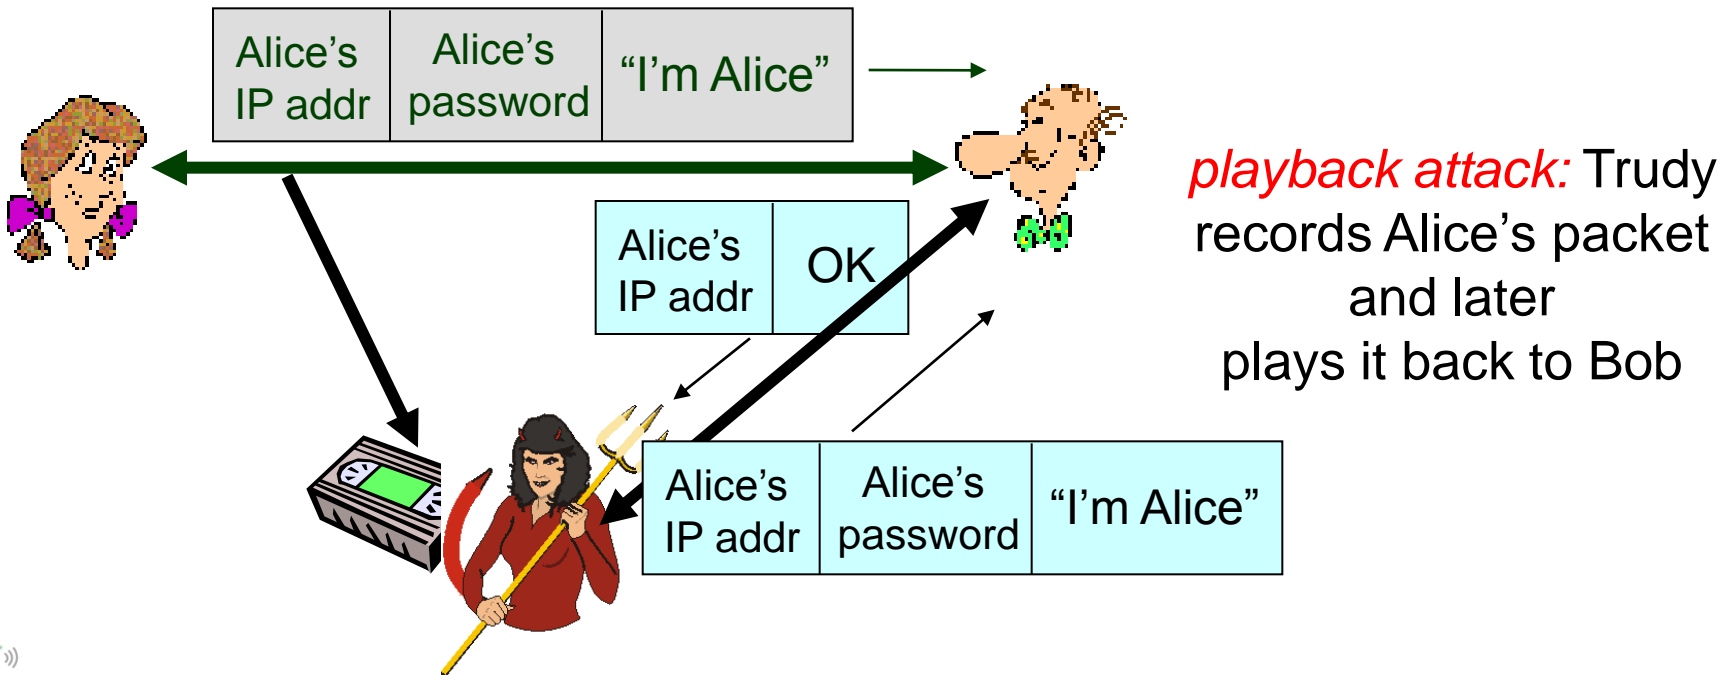 Alice’s
IP addr
Alice’s
password
“I’m Alice”
Alice’s
IP addr
OK
playback attack: Trudy
records Alice’s packet
and later
plays it back to Bob
Alice’s
IP addr
Alice’s
password
“I’m Alice”